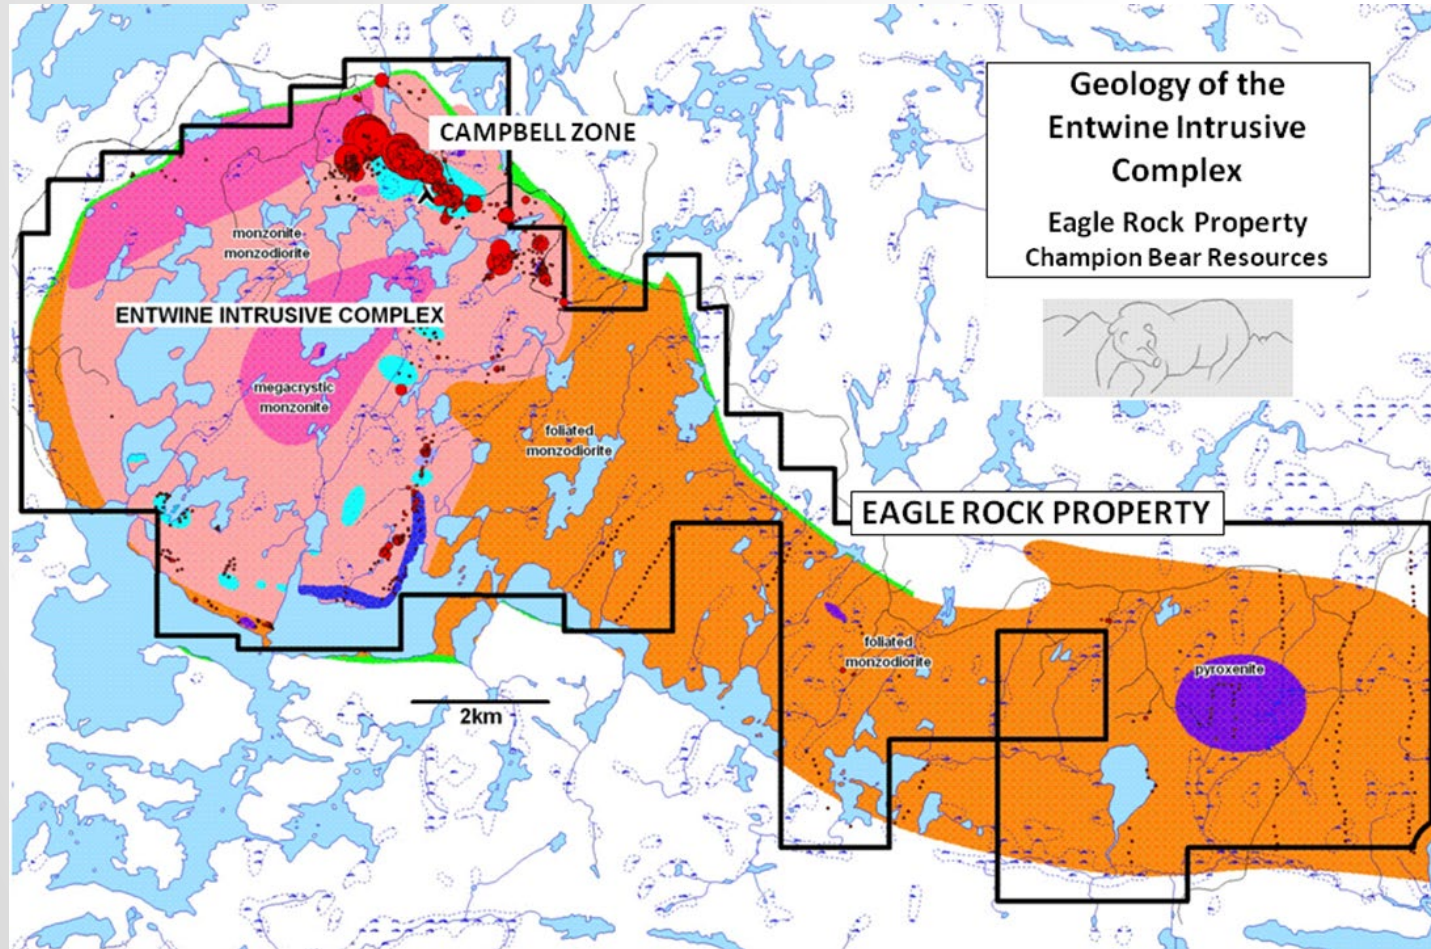 Geology of the
Entwine Intrusive
Complex
Eagle Rock Property
Champion Bear Resources
CAMPBELL ZONE
monzonite-
monzodiorite
ENTWINE INTRUSIVE COMPLEX
megacrystic
monzonite
foliated
monzodiorite
EAGLE ROCK PROPERTY
foliated
monzodiorite
pyroxenite
2km